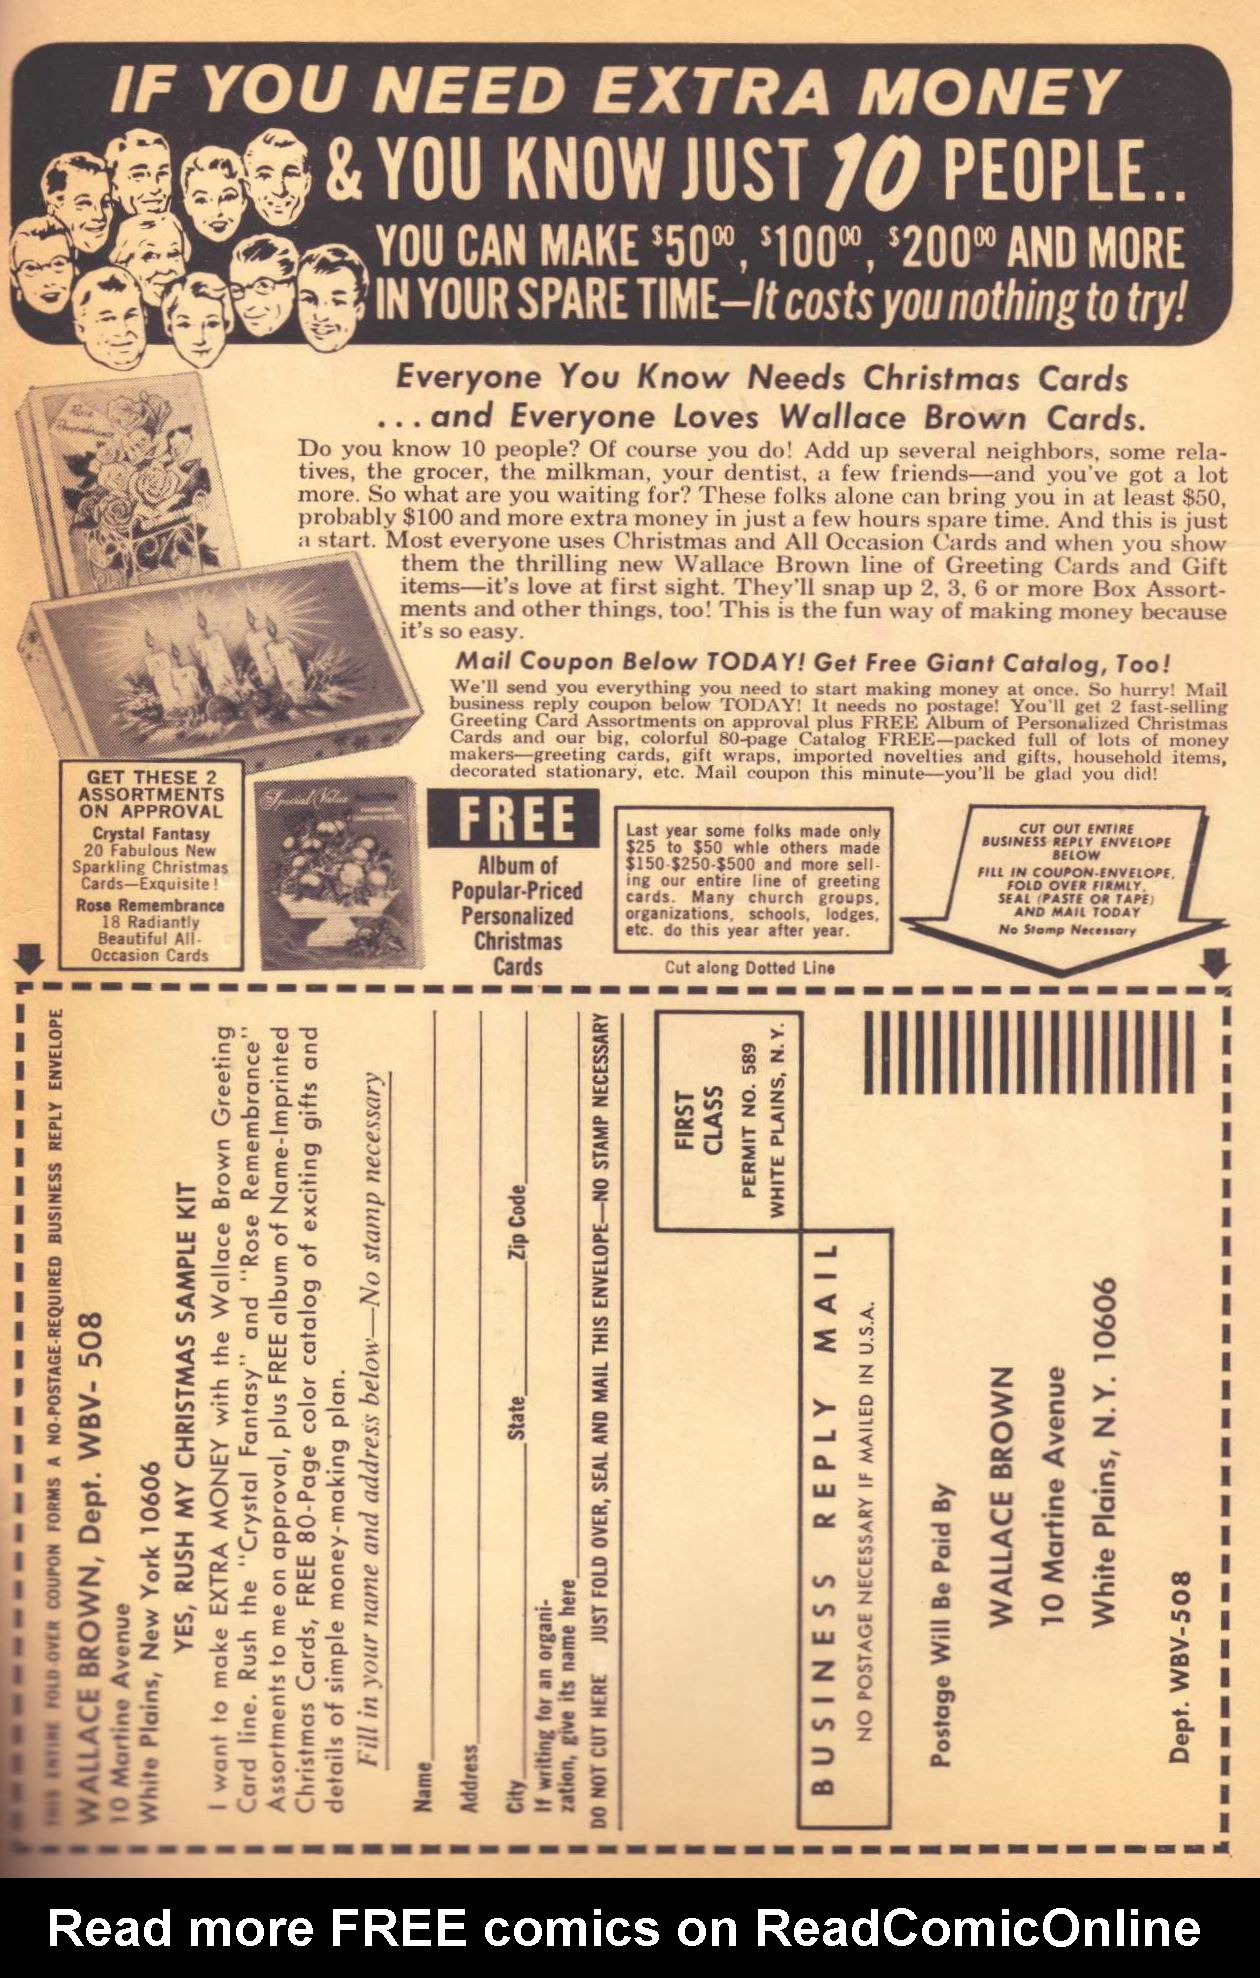 IF YOU NEED EXTRA MONEY
& YOU KNOW JUST 10 PEOPLE..
YOU CAN MAKE $50⁰⁰, $100⁰⁰, $200⁰⁰ AND MORE
IN YOUR SPARE TIME—It costs you nothing to try!
Everyone You Know Needs Christmas Cards
...and Everyone Loves Wallace Brown Cards.
Do you know 10 people? Of course you do! Add up several neighbors, some rela-
tives, the grocer, the milkman, your dentist, a few friends—and you've got a lot
more. So what are you waiting for? These folks alone can bring you in at least $50,
probably $100 and more extra money in just a few hours spare time. And this is just
a start. Most everyone uses Christmas and All Occasion Cards and when you show
them the thrilling new Wallace Brown line of Greeting Cards and Gift
items—it's love at first sight. They'll snap up 2, 3, 6 or more Box Assort-
ments and other things, too! This is the fun way of making money because
it's so easy.
Mail Coupon Below TODAY! Get Free Giant Catalog, Too!
We'll send you everything you need to start making money at once. So hurry! Mail
business reply coupon below TODAY! It needs no postage! You'll get 2 fast-selling
Greeting Card Assortments on approval plus FREE Album of Personalized Christmas
Cards and our big, colorful 80-page Catalog FREE—packed full of lots of money
makers—greeting cards, gift wraps, imported novelties and gifts, household items,
decorated stationary, etc. Mail coupon this minute—you'll be glad you did!
Rose
GET THESE 2
ASSORTMENTS
ON APPROVAL
Crystal Fantasy
20 Fabulous New
Sparkling Christmas
Cards—Exquisite!
Rose Remembrance
18 Radiantly
Beautiful All-
Occasion Cards
Special Value
FREE
Album of
Popular-Priced
Personalized
Christmas
Cards
Last year some folks made only
$25 to $50 whle others made
$150-$250-$500 and more sell-
ing our entire line of greeting
cards. Many church groups,
organizations, schools, lodges,
etc. do this year after year.
CUT OUT ENTIRE
BUSINESS REPLY ENVELOPE
BELOW
FILL IN COUPON-ENVELOPE,
FOLD OVER FIRMLY,
SEAL (PASTE OR TAPE)
AND MAIL TODAY
No Stamp Necessary
Cut along Dotted Line
THIS ENTIRE FOLD-OVER COUPON FORMS A NO-POSTAGE-REQUIRED BUSINESS REPLY ENVELOPE
WALLACE BROWN, Dept. WBV- 508
10 Martine Avenue
White Plains, New York 10606
YES, RUSH MY CHRISTMAS SAMPLE KIT
I want to make EXTRA MONEY with the Wallace Brown Greeting
Card line. Rush the "Crystal Fantasy" and "Rose Remembrance"
Assortments to me on approval, plus FREE album of Name-Imprinted
Christmas Cards, FREE 80-Page color catalog of exciting gifts and
details of simple money-making plan.
Fill in your name and address below—No stamp necessary
Name
Address
City State Zip Code
If writing for an organi-
zation, give its name here
DO NOT CUT HERE JUST FOLD OVER, SEAL AND MAIL THIS ENVELOPE—NO STAMP NECESSARY
FIRST
CLASS
PERMIT NO. 589
WHITE PLAINS, N. Y.
BUSINESS REPLY MAIL
NO POSTAGE NECESSARY IF MAILED IN U.S.A.
Postage Will Be Paid By
WALLACE BROWN
10 Martine Avenue
White Plains, N.Y. 10606
Dept. WBV-508
Read more FREE comics on ReadComicOnline